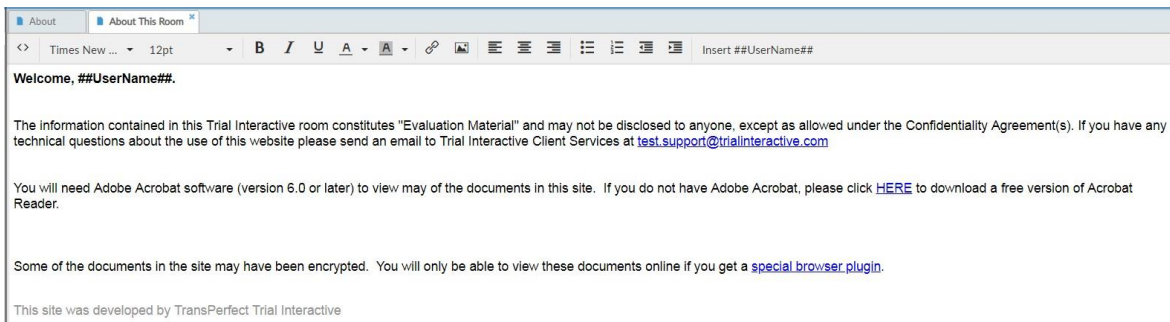 About
About This Room
<> Times New ... 12pt B I U A A Insert ##UserName##
Welcome, ##UserName##.
The information contained in this Trial Interactive room constitutes "Evaluation Material" and may not be disclosed to anyone, except as allowed under the Confidentiality Agreement(s). If you have any
technical questions about the use of this website please send an email to Trial Interactive Client Services at test.support@trialinteractive.com
You will need Adobe Acrobat software (version 6.0 or later) to view may of the documents in this site. If you do not have Adobe Acrobat, please click HERE to download a free version of Acrobat
Reader.
Some of the documents in the site may have been encrypted. You will only be able to view these documents online if you get a special browser plugin.
This site was developed by TransPerfect Trial Interactive